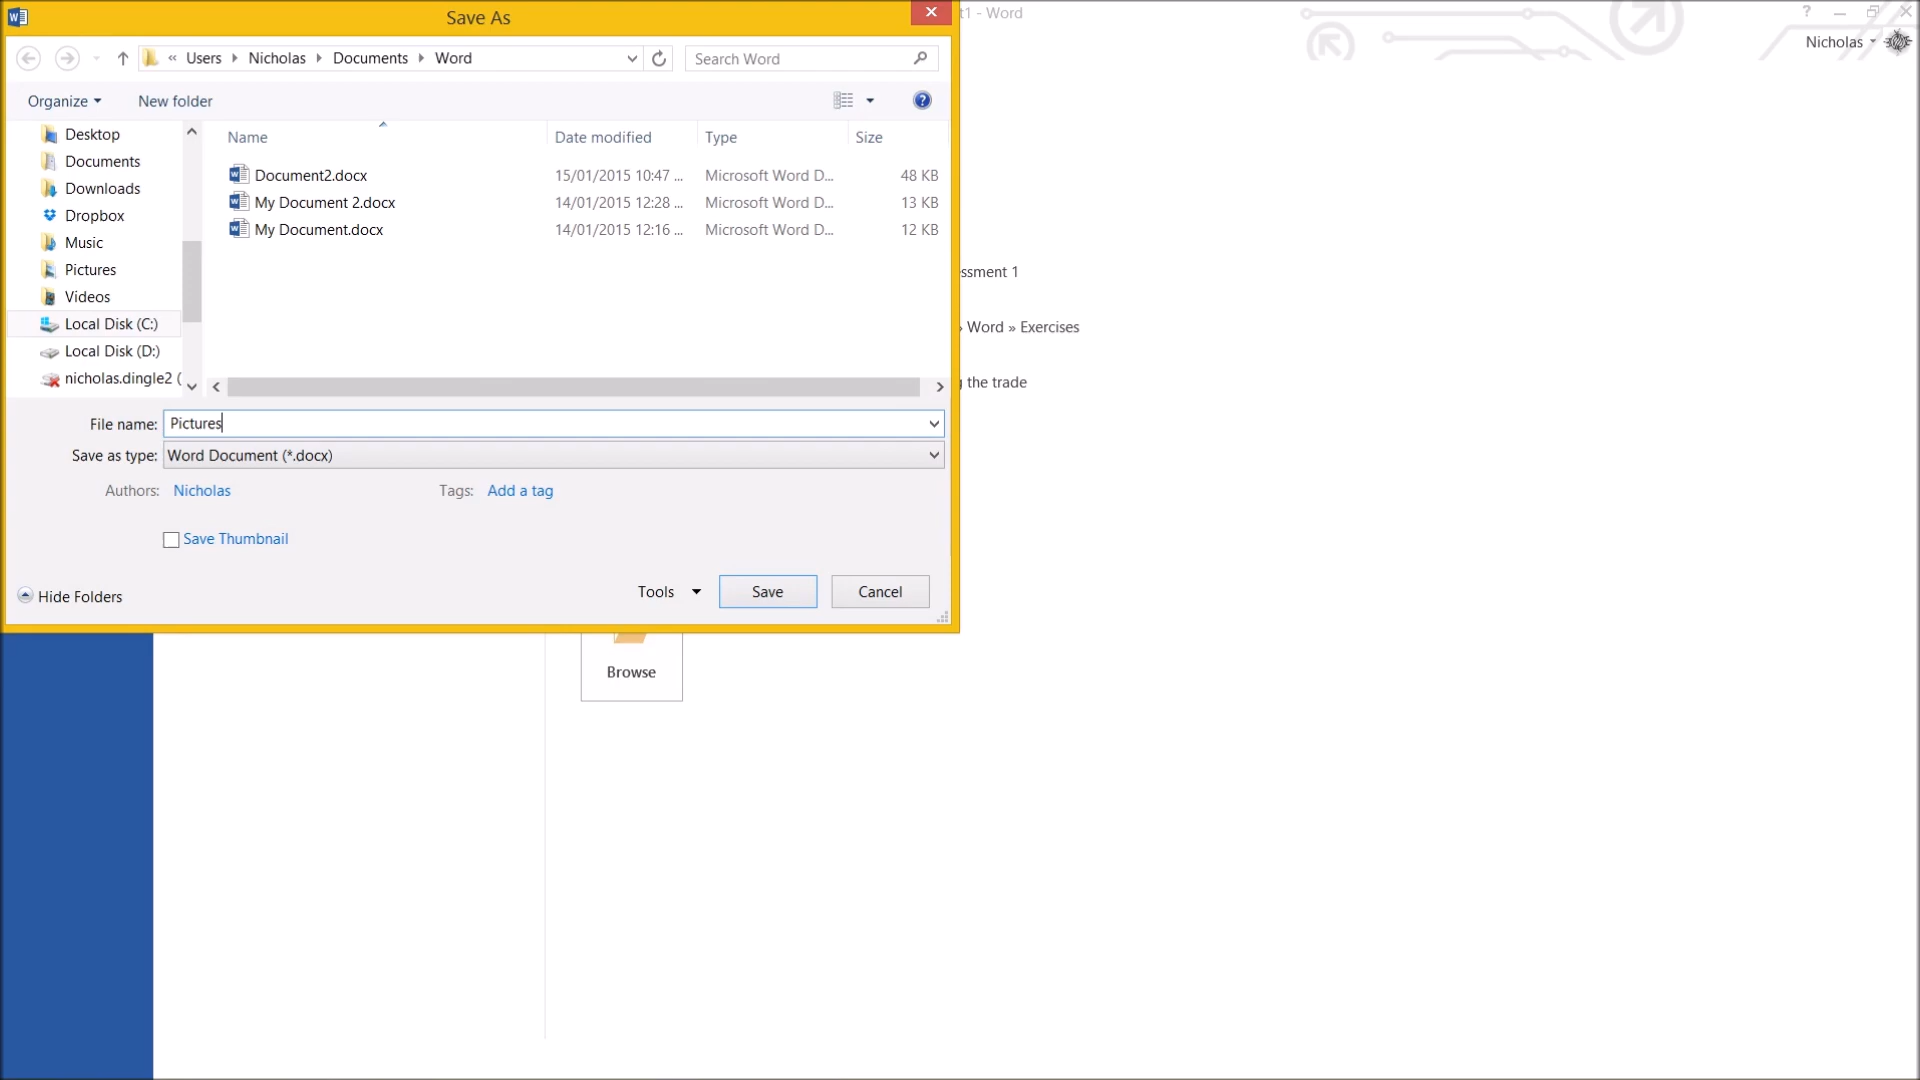 Save As
t1 - Word
?
Nicholas
« Users Nicholas Documents Word
Search Word
Organize
New folder
?
Name Date modified Type Size
Desktop
Documents
Downloads
Dropbox
Music
Pictures
Videos
Local Disk (C:)
Local Disk (D:)
nicholas.dingle2 (
Document2.docx 15/01/2015 10:47 ... Microsoft Word D... 48 KB
My Document 2.docx 14/01/2015 12:28 ... Microsoft Word D... 13 KB
My Document.docx 14/01/2015 12:16 ... Microsoft Word D... 12 KB
ssment 1
» Word » Exercises
the trade
File name: Pictures
Save as type: Word Document (*.docx)
Authors: Nicholas Tags: Add a tag
Save Thumbnail
Hide Folders
Tools Save Cancel
Browse